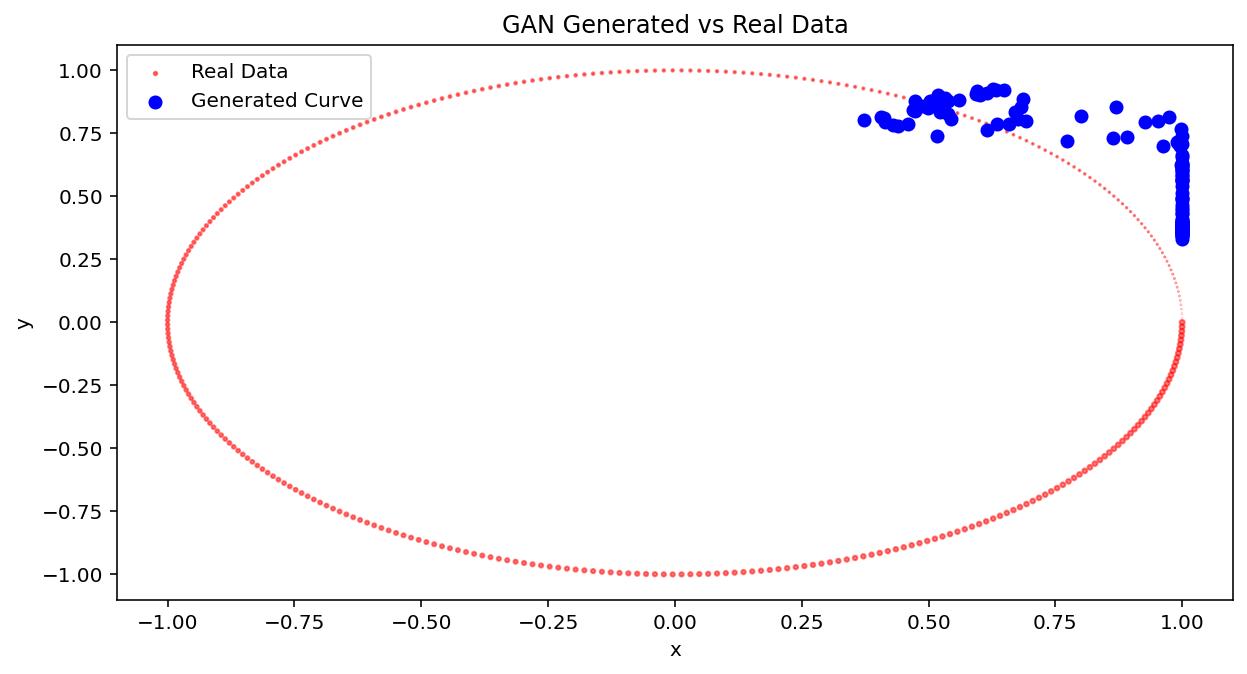 GAN Generated vs Real Data
Real Data
Generated Curve
1.00
0.75
0.50
0.25
0.00
−0.25
−0.50
−0.75
−1.00
y
−1.00 −0.75 −0.50 −0.25 0.00 0.25 0.50 0.75 1.00
x